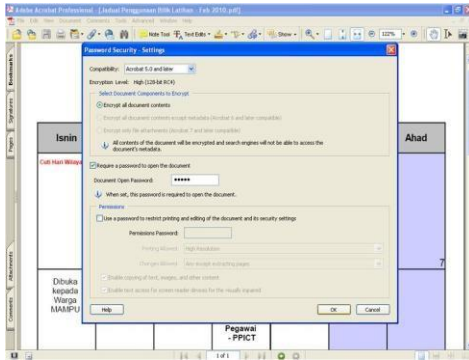 Adobe Acrobat Professional - [Jadual Penggunaan Bilik Latihan - Feb 2010.pdf]
File Edit View Document Comments Tools Advanced Window Help
Note Tool Text Edits Show 122%
Password Security - Settings
Compatibility: Acrobat 5.0 and later
Encryption Level: High (128-bit RC4)
Select Document Components to Encrypt
Encrypt all document contents
Encrypt all document contents except metadata (Acrobat 6 and later compatible)
Encrypt only file attachments (Acrobat 7 and later compatible)
All contents of the document will be encrypted and search engines will not be able to access the
document's metadata.
Require a password to open the document
Document Open Password: *****
When set, this password is required to open the document.
Permissions
Use a password to restrict printing and editing of the document and its security settings
Permissions Password:
Printing Allowed: High Resolution
Changes Allowed: Any except extracting pages
Enable copying of text, images, and other content
Enable text access for screen reader devices for the visually impaired
Help OK Cancel
Bookmarks
Signatures
Pages
Attachments
Comments
Isnin Ahad
Cuti Hari Wilaya
7
Dibuka
kepada
Warga
MAMPU
Pegawai
- PPICT
1 of 1